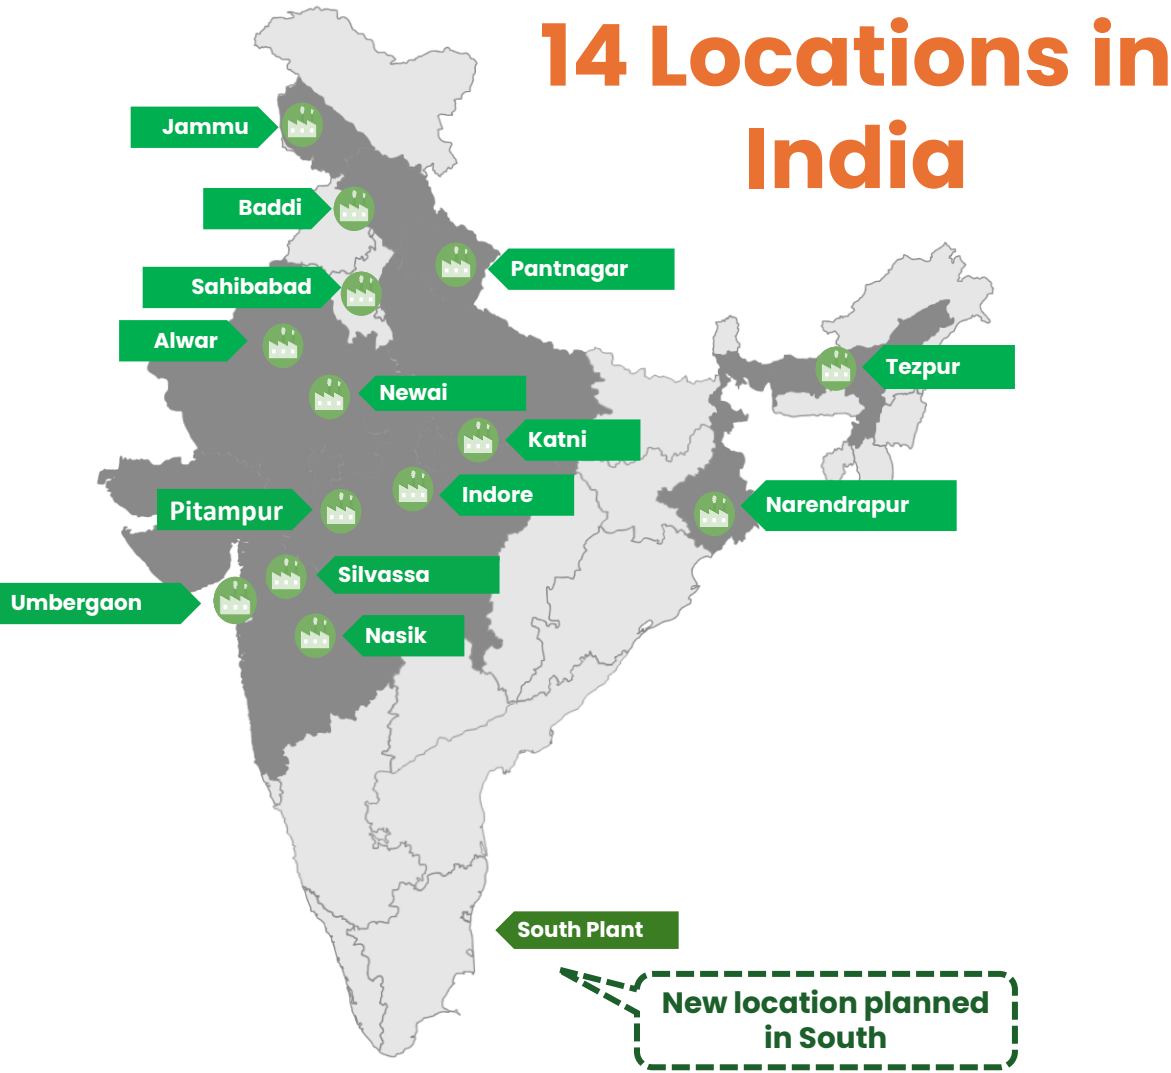 14 Locations in
India
Jammu
Baddi
Pantnagar
Sahibabad
Alwar
Tezpur
Newai
Katni
Indore
Pitampur
Narendrapur
Silvassa
Umbergaon
Nasik
South Plant
New location planned
in South